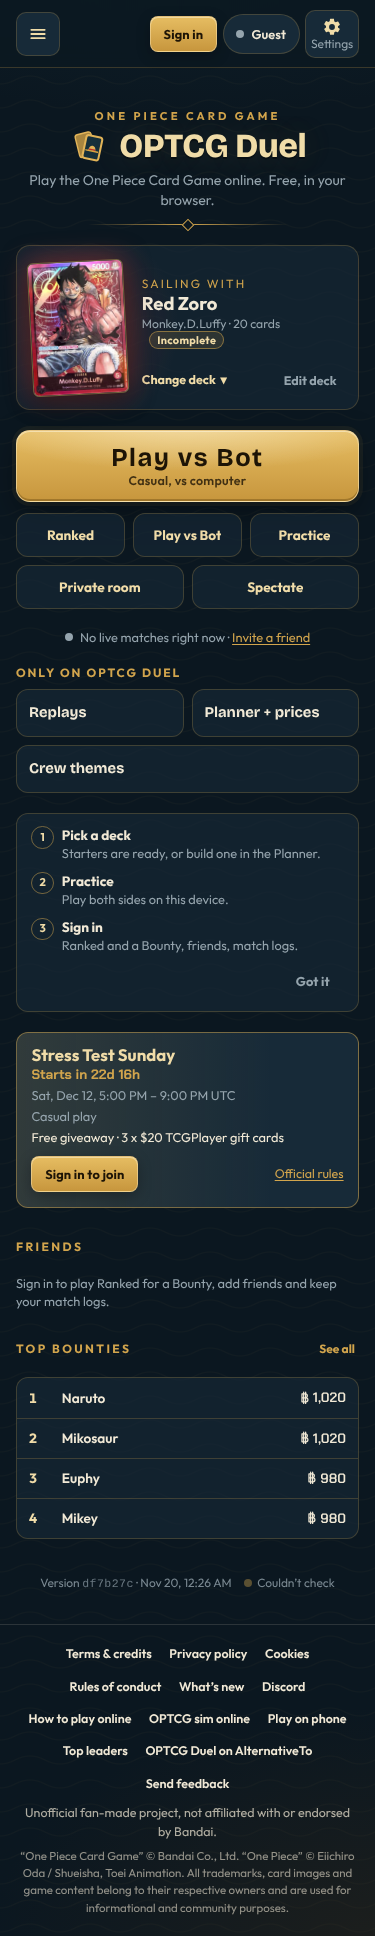 Sign in
Guest
Settings
ONE PIECE CARD GAME
OPTCG Duel
Play the One Piece Card Game online. Free, in your
browser.
SAILING WITH
Red Zoro
Monkey.D.Luffy · 20 cards
Incomplete
Change deck ▾
Edit deck
5000
Monkey.D.Luffy
Play vs Bot
Casual, vs computer
Ranked
Play vs Bot
Practice
Private room
Spectate
No live matches right now · Invite a friend
ONLY ON OPTCG DUEL
Replays
Planner + prices
Crew themes
1 Pick a deck
Starters are ready, or build one in the Planner.
2 Practice
Play both sides on this device.
3 Sign in
Ranked and a Bounty, friends, match logs.
Got it
Stress Test Sunday
Starts in 22d 16h
Sat, Dec 12, 5:00 PM – 9:00 PM UTC
Casual play
Free giveaway · 3 x $20 TCGPlayer gift cards
Sign in to join
Official rules
FRIENDS
Sign in to play Ranked for a Bounty, add friends and keep
your match logs.
TOP BOUNTIES
See all
1 Naruto ฿ 1,020
2 Mikosaur ฿ 1,020
3 Euphy ฿ 980
4 Mikey ฿ 980
Version df7b27c · Nov 20, 12:26 AM Couldn't check
Terms & credits Privacy policy Cookies
Rules of conduct What's new Discord
How to play online OPTCG sim online Play on phone
Top leaders OPTCG Duel on AlternativeTo
Send feedback
Unofficial fan-made project, not affiliated with or endorsed
by Bandai.
“One Piece Card Game” © Bandai Co., Ltd. “One Piece” © Eiichiro
Oda / Shueisha, Toei Animation. All trademarks, card images and
game content belong to their respective owners and are used for
informational and community purposes.